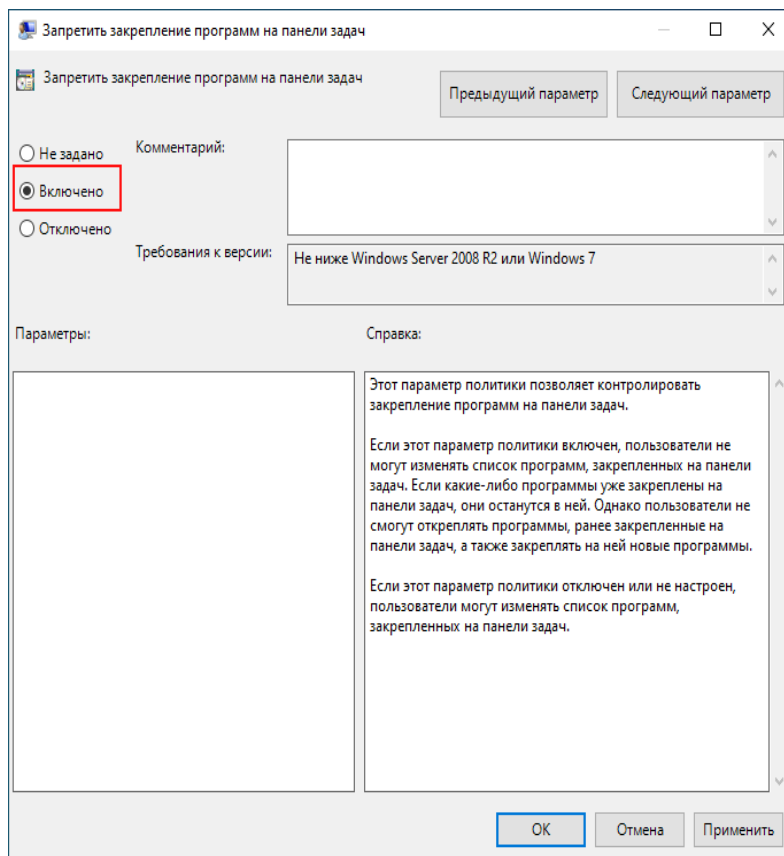 Запретить закрепление программ на панели задач
Запретить закрепление программ на панели задач
Предыдущий параметр
Следующий параметр
Не задано
Комментарий:
Включено
Отключено
Требования к версии:
Не ниже Windows Server 2008 R2 или Windows 7
Параметры:
Справка:
Этот параметр политики позволяет контролировать
закрепление программ на панели задач.
Если этот параметр политики включен, пользователи не
могут изменять список программ, закрепленных на панели
задач. Если какие-либо программы уже закреплены на
панели задач, они останутся в ней. Однако пользователи не
смогут откреплять программы, ранее закрепленные на
панели задач, а также закреплять на ней новые программы.
Если этот параметр политики отключен или не настроен,
пользователи могут изменять список программ,
закрепленных на панели задач.
ОК
Отмена
Применить